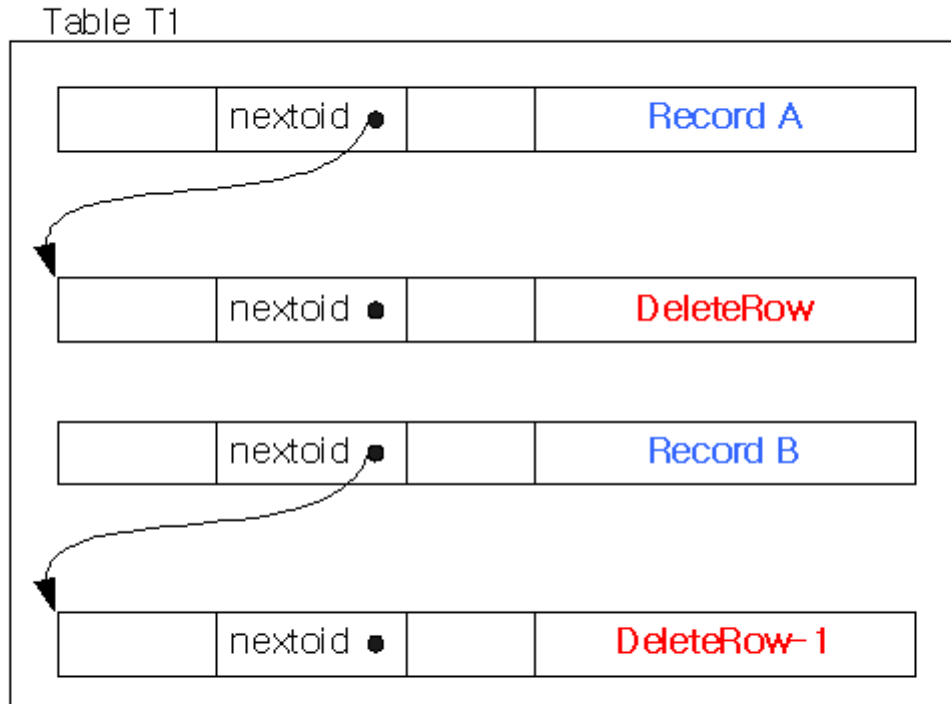 Table T1
nextoid Record A
nextoid DeleteRow
nextoid Record B
nextoid DeleteRow-1